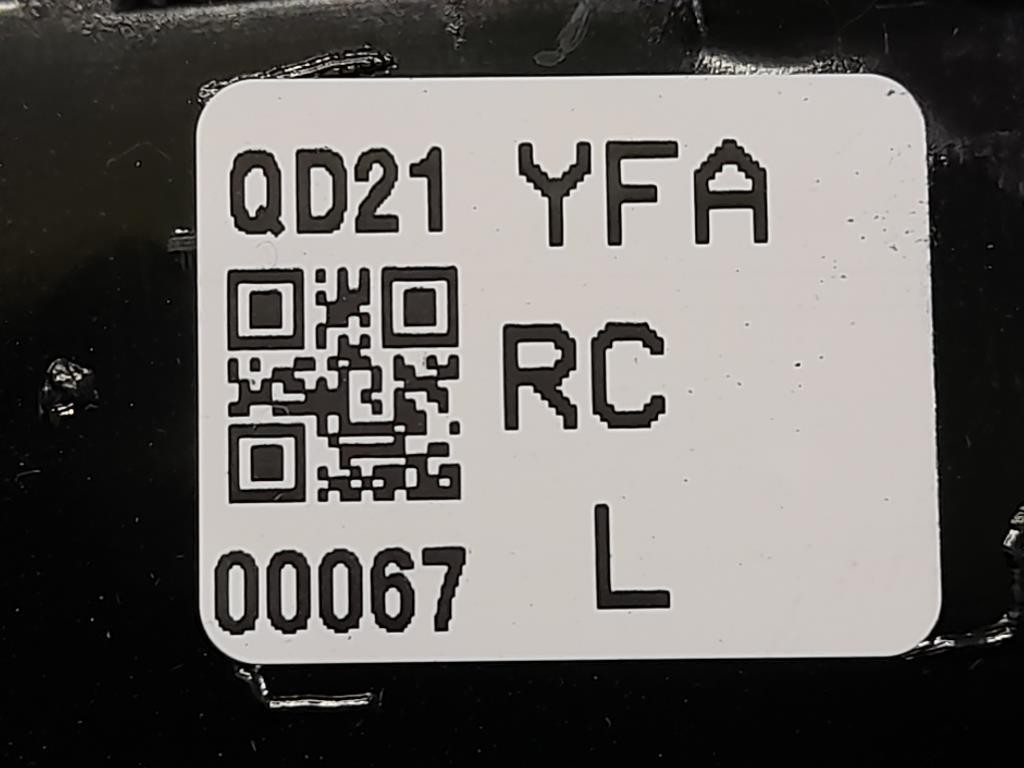 QD21 YFA
RC
00067 L